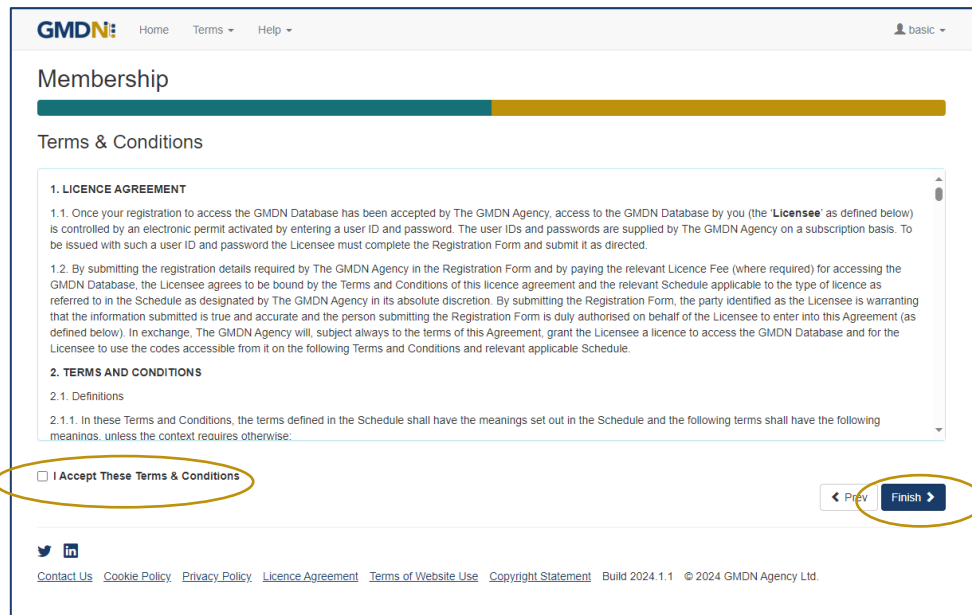 GMDN Home Terms Help basic
Membership
Terms & Conditions
1. LICENCE AGREEMENT
1.1. Once your registration to access the GMDN Database has been accepted by The GMDN Agency, access to the GMDN Database by you (the 'Licensee' as defined below)
is controlled by an electronic permit activated by entering a user ID and password. The user IDs and passwords are supplied by The GMDN Agency on a subscription basis. To
be issued with such a user ID and password the Licensee must complete the Registration Form and submit it as directed.
1.2. By submitting the registration details required by The GMDN Agency in the Registration Form and by paying the relevant Licence Fee (where required) for accessing the
GMDN Database, the Licensee agrees to be bound by the Terms and Conditions of this licence agreement and the relevant Schedule applicable to the type of licence as
referred to in the Schedule as designated by The GMDN Agency in its absolute discretion. By submitting the Registration Form, the party identified as the Licensee is warranting
that the information submitted is true and accurate and the person submitting the Registration Form is duly authorised on behalf of the Licensee to enter into this Agreement (as
defined below). In exchange, The GMDN Agency will, subject always to the terms of this Agreement, grant the Licensee a licence to access the GMDN Database and for the
Licensee to use the codes accessible from it on the following Terms and Conditions and relevant applicable Schedule.
2. TERMS AND CONDITIONS
2.1. Definitions
2.1.1. In these Terms and Conditions, the terms defined in the Schedule shall have the meanings set out in the Schedule and the following terms shall have the following
meanings, unless the context requires otherwise:
I Accept These Terms & Conditions
Prev Finish
in
Contact Us Cookie Policy Privacy Policy Licence Agreement Terms of Website Use Copyright Statement Build 2024.1.1 © 2024 GMDN Agency Ltd.